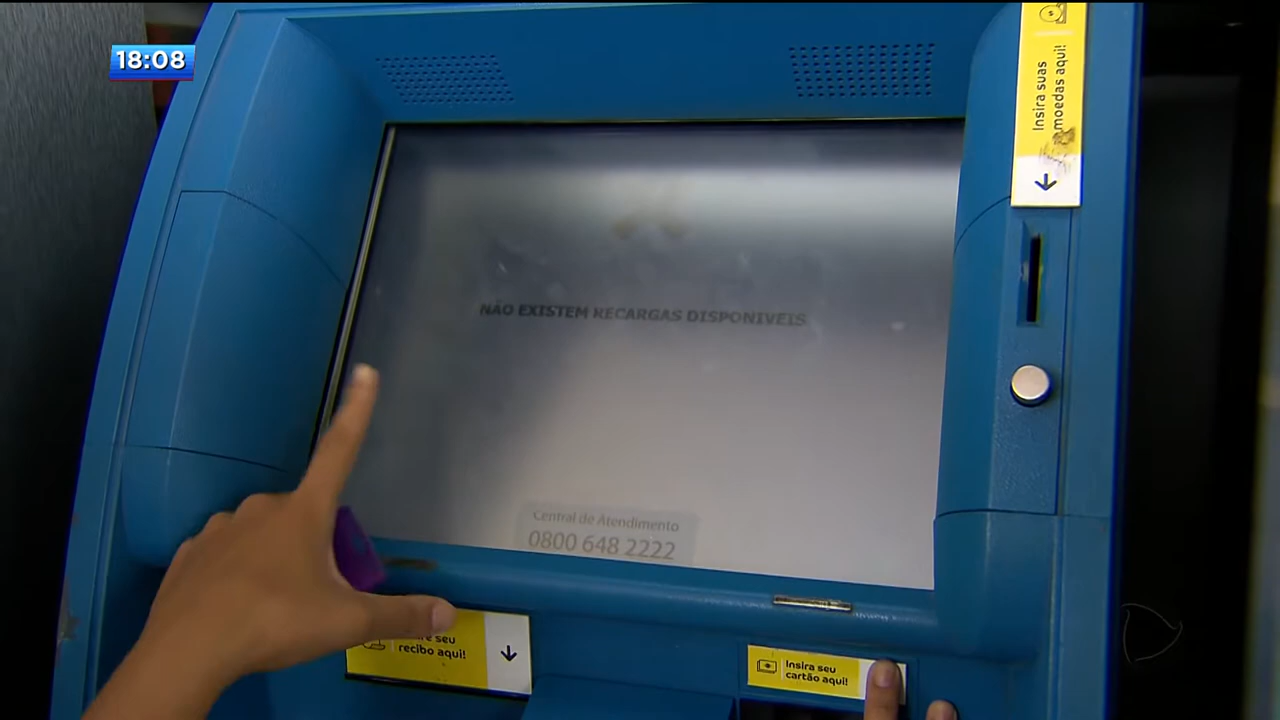 18:08
Insira suas
moedas aqui!
NÃO EXISTEM RECARGAS DISPONIVEIS
Central de Atendimento
0800 648 2222
seu
recibo aqui!
Insira seu
cartão aqui!